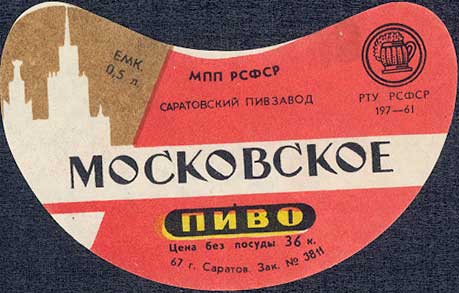 ЕМК.
0,5 л.
МПП РСФСР
САРАТОВСКИЙ ПИВЗАВОД
РТУ РСФСР
197—61
МОСКОВСКОЕ
ПИВО
Цена без посуды 36 к.
67 г. Саратов. Зак. № 3811